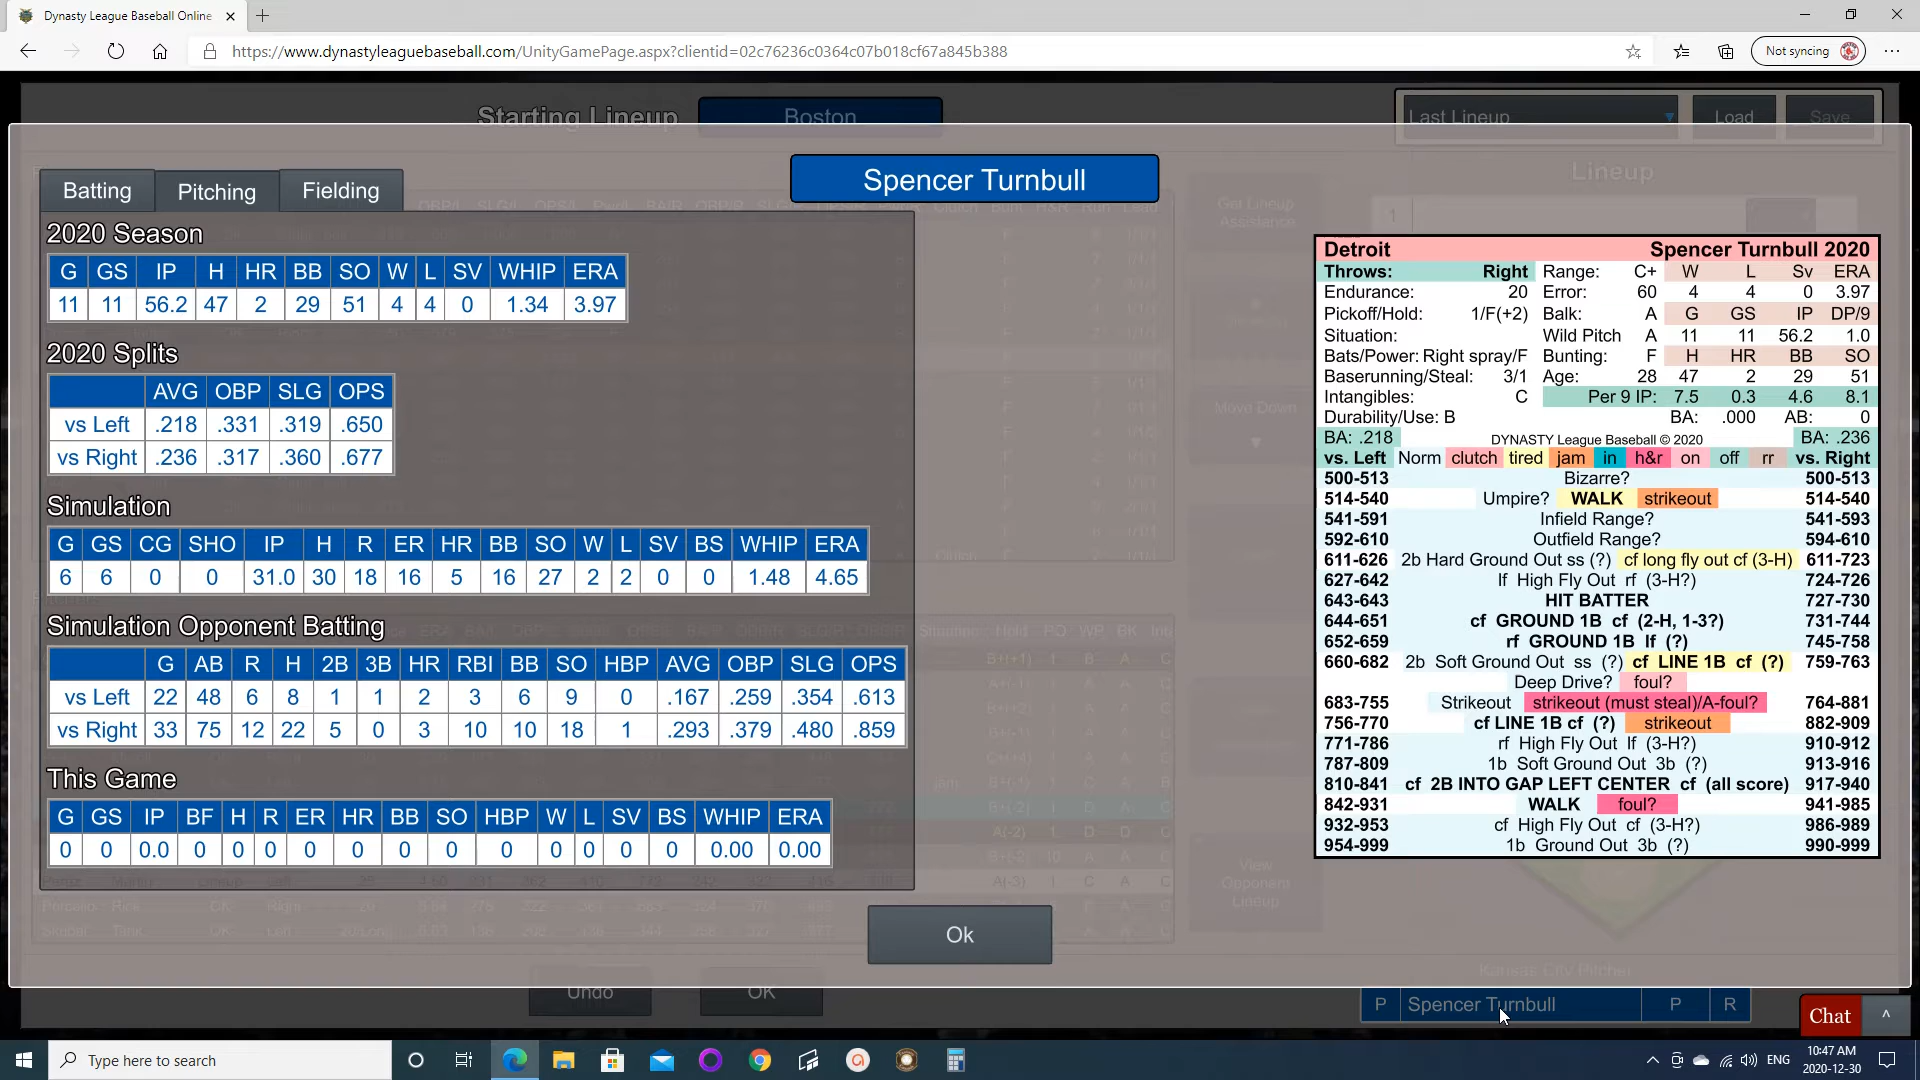 Dynasty League Baseball Online
https://www.dynastyleaguebaseball.com/UnityGamePage.aspx?clientid=02c76236c0364c07b018cf67a845b388
Not syncing
Starting Lineup Boston Last Lineup Load Save
Spencer Turnbull
Batting Pitching Fielding
Lineup
Get Lineup
Assistance
1
2020 Season
G GS IP H HR BB SO W L SV WHIP ERA
11 11 56.2 47 2 29 51 4 4 0 1.34 3.97
2020 Splits
AVG OBP SLG OPS
vs Left .218 .331 .319 .650
vs Right .236 .317 .360 .677
Simulation
G GS CG SHO IP H R ER HR BB SO W L SV BS WHIP ERA
6 6 0 0 31.0 30 18 16 5 16 27 2 2 0 0 1.48 4.65
Simulation Opponent Batting
G AB R H 2B 3B HR RBI BB SO HBP AVG OBP SLG OPS
vs Left 22 48 6 8 1 1 2 3 6 9 0 .167 .259 .354 .613
vs Right 33 75 12 22 5 0 3 10 10 18 1 .293 .379 .480 .859
This Game
G GS IP BF H R ER HR BB SO HBP W L SV BS WHIP ERA
0 0 0.0 0 0 0 0 0 0 0 0 0 0 0 0 0.00 0.00
Move Down
View
Opponent
Lineup
Detroit Spencer Turnbull 2020
Throws: Right Range: C+ W L Sv ERA
Endurance: 20 Error: 60 4 4 0 3.97
Pickoff/Hold: 1/F(+2) Balk: A G GS IP DP/9
Situation: Wild Pitch A 11 11 56.2 1.0
Bats/Power: Right spray/F Bunting: F H HR BB SO
Baserunning/Steal: 3/1 Age: 28 47 2 29 51
Intangibles: C Per 9 IP: 7.5 0.3 4.6 8.1
Durability/Use: B BA: .000 AB: 0
BA: .218 DYNASTY League Baseball © 2020 BA: .236
vs. Left Norm clutch tired jam in h&r on off rr vs. Right
500-513 Bizarre? 500-513
514-540 Umpire? WALK strikeout 514-540
541-591 Infield Range? 541-593
592-610 Outfield Range? 594-610
611-626 2b Hard Ground Out ss (?) cf long fly out cf (3-H) 611-723
627-642 lf High Fly Out rf (3-H?) 724-726
643-643 HIT BATTER 727-730
644-651 cf GROUND 1B cf (2-H, 1-3?) 731-744
652-659 rf GROUND 1B lf (?) 745-758
660-682 2b Soft Ground Out ss (?) cf LINE 1B cf (?) 759-763
Deep Drive? foul?
683-755 Strikeout strikeout (must steal)/A-foul? 764-881
756-770 cf LINE 1B cf (?) strikeout 882-909
771-786 rf High Fly Out lf (3-H?) 910-912
787-809 1b Soft Ground Out 3b (?) 913-916
810-841 cf 2B INTO GAP LEFT CENTER cf (all score) 917-940
842-931 WALK foul? 941-985
932-953 cf High Fly Out cf (3-H?) 986-989
954-999 1b Ground Out 3b (?) 990-999
Ok
Kansas City Pitcher
Undo OK
P Spencer Turnbull P R
Chat ^
Type here to search
ENG
10:47 AM
2020-12-30